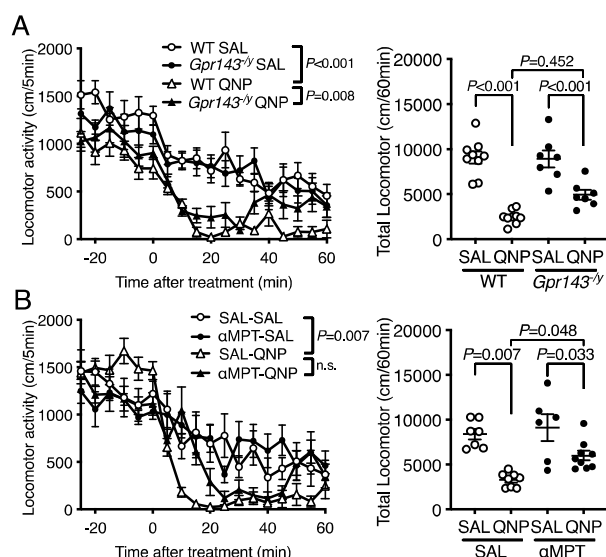 A
Locomotor activity (cm/5min)
2000
1500
1000
500
0
-20 0 20 40 60
Time after treatment (min)
WT SAL
Gpr143-/y SAL
WT QNP
Gpr143-/y QNP
P<0.001
P=0.008
Total Locomotor (cm/60min)
20000
15000
10000
5000
0
P=0.452
P<0.001 P<0.001
SAL QNP SAL QNP
WT Gpr143-/y
B
Locomotor activity (cm/5min)
2000
1500
1000
500
0
-20 0 20 40 60
Time after treatment (min)
SAL-SAL
αMPT-SAL
SAL-QNP
αMPT-QNP
P=0.007
n.s.
Total Locomotor (cm/60min)
20000
15000
10000
5000
0
P=0.048
P=0.007 P=0.033
SAL QNP SAL QNP
SAL αMPT